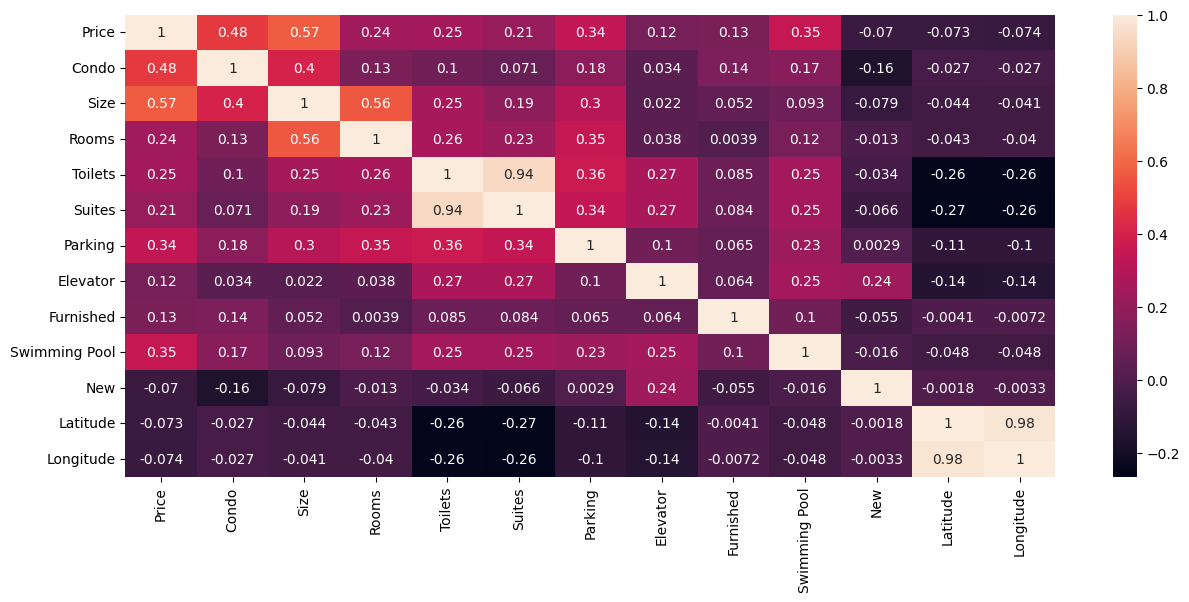 Price 1 0.48 0.57 0.24 0.25 0.21 0.34 0.12 0.13 0.35 -0.07 -0.073 -0.074
Condo 0.48 1 0.4 0.13 0.1 0.071 0.18 0.034 0.14 0.17 -0.16 -0.027 -0.027
Size 0.57 0.4 1 0.56 0.25 0.19 0.3 0.022 0.052 0.093 -0.079 -0.044 -0.041
Rooms 0.24 0.13 0.56 1 0.26 0.23 0.35 0.038 0.0039 0.12 -0.013 -0.043 -0.04
Toilets 0.25 0.1 0.25 0.26 1 0.94 0.36 0.27 0.085 0.25 -0.034 -0.26 -0.26
Suites 0.21 0.071 0.19 0.23 0.94 1 0.34 0.27 0.084 0.25 -0.066 -0.27 -0.26
Parking 0.34 0.18 0.3 0.35 0.36 0.34 1 0.1 0.065 0.23 0.0029 -0.11 -0.1
Elevator 0.12 0.034 0.022 0.038 0.27 0.27 0.1 1 0.064 0.25 0.24 -0.14 -0.14
Furnished 0.13 0.14 0.052 0.0039 0.085 0.084 0.065 0.064 1 0.1 -0.055 -0.0041 -0.0072
Swimming Pool 0.35 0.17 0.093 0.12 0.25 0.25 0.23 0.25 0.1 1 -0.016 -0.048 -0.048
New -0.07 -0.16 -0.079 -0.013 -0.034 -0.066 0.0029 0.24 -0.055 -0.016 1 -0.0018 -0.0033
Latitude -0.073 -0.027 -0.044 -0.043 -0.26 -0.27 -0.11 -0.14 -0.0041 -0.048 -0.0018 1 0.98
Longitude -0.074 -0.027 -0.041 -0.04 -0.26 -0.26 -0.1 -0.14 -0.0072 -0.048 -0.0033 0.98 1
Price Condo Size Rooms Toilets Suites Parking Elevator Furnished Swimming Pool New Latitude Longitude
1.0
0.8
0.6
0.4
0.2
0.0
−0.2